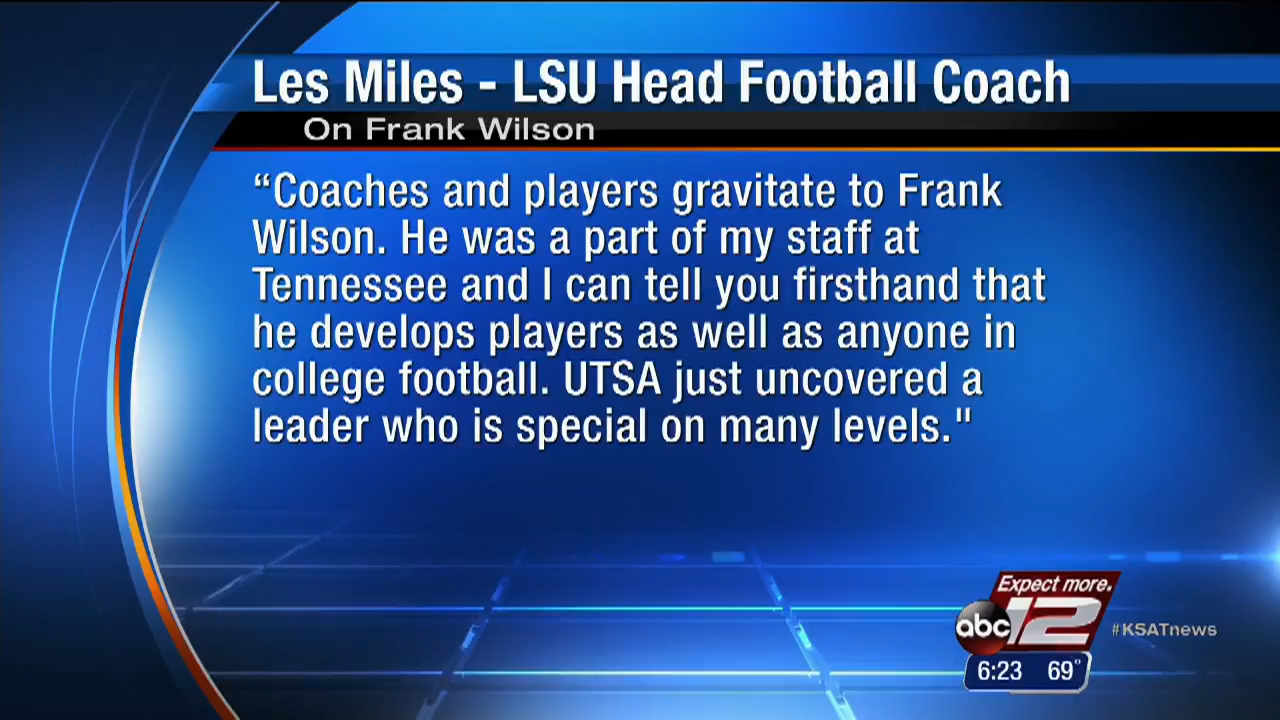 Les Miles - LSU Head Football Coach
On Frank Wilson
“Coaches and players gravitate to Frank
Wilson. He was a part of my staff at
Tennessee and I can tell you firsthand that
he develops players as well as anyone in
college football. UTSA just uncovered a
leader who is special on many levels."
Expect more.
abc 12
#KSATnews
6:23 69°